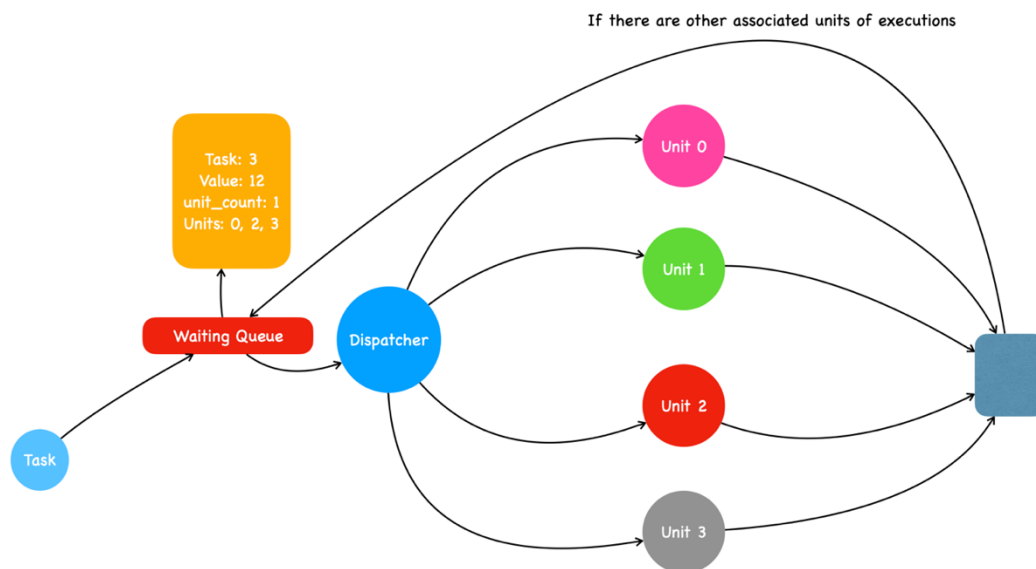 If there are other associated units of executions
Task: 3
Value: 12
unit_count: 1
Units: 0, 2, 3
Waiting Queue
Task
Dispatcher
Unit 0
Unit 1
Unit 2
Unit 3